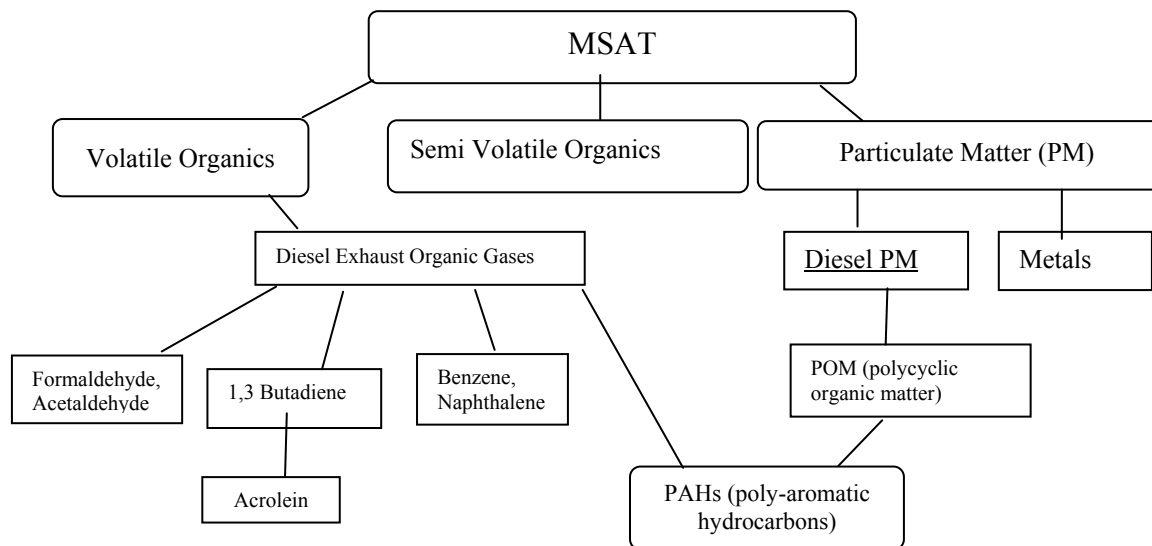 MSAT
Volatile Organics
Semi Volatile Organics
Particulate Matter (PM)
Diesel Exhaust Organic Gases
Diesel PM
Metals
Formaldehyde,
Acetaldehyde
1,3 Butadiene
Benzene,
Naphthalene
POM (polycyclic
organic matter)
Acrolein
PAHs (poly-aromatic
hydrocarbons)